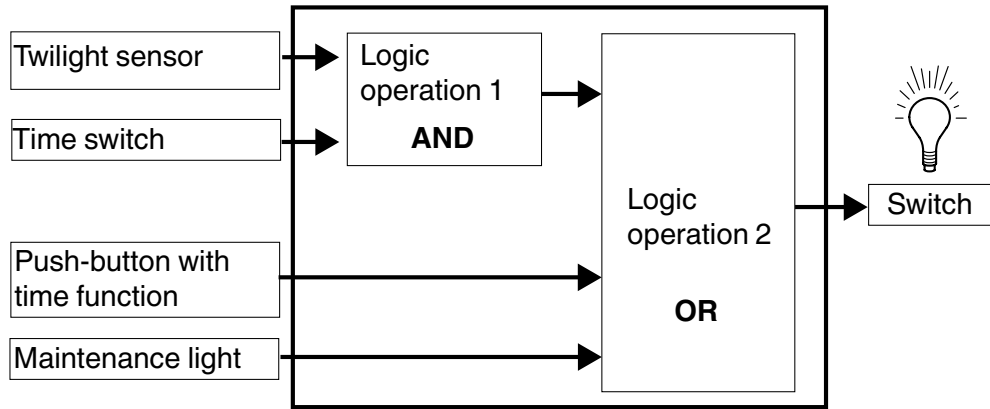 Twilight sensor
Time switch
Push-button with
time function
Maintenance light
Logic
operation 1
AND
Logic
operation 2
OR
Switch